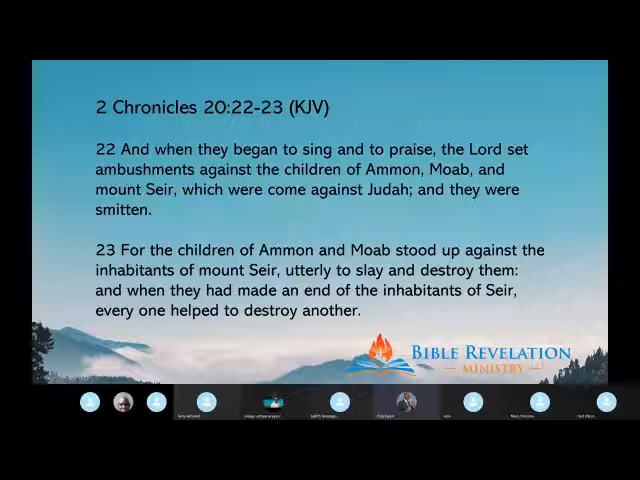 2 Chronicles 20:22-23 (KJV)
22 And when they began to sing and to praise, the Lord set
ambushments against the children of Ammon, Moab, and
mount Seir, which were come against Judah; and they were
smitten.
23 For the children of Ammon and Moab stood up against the
inhabitants of mount Seir, utterly to slay and destroy them:
and when they had made an end of the inhabitants of Seir,
every one helped to destroy another.
BIBLE REVELATION
MINISTRY